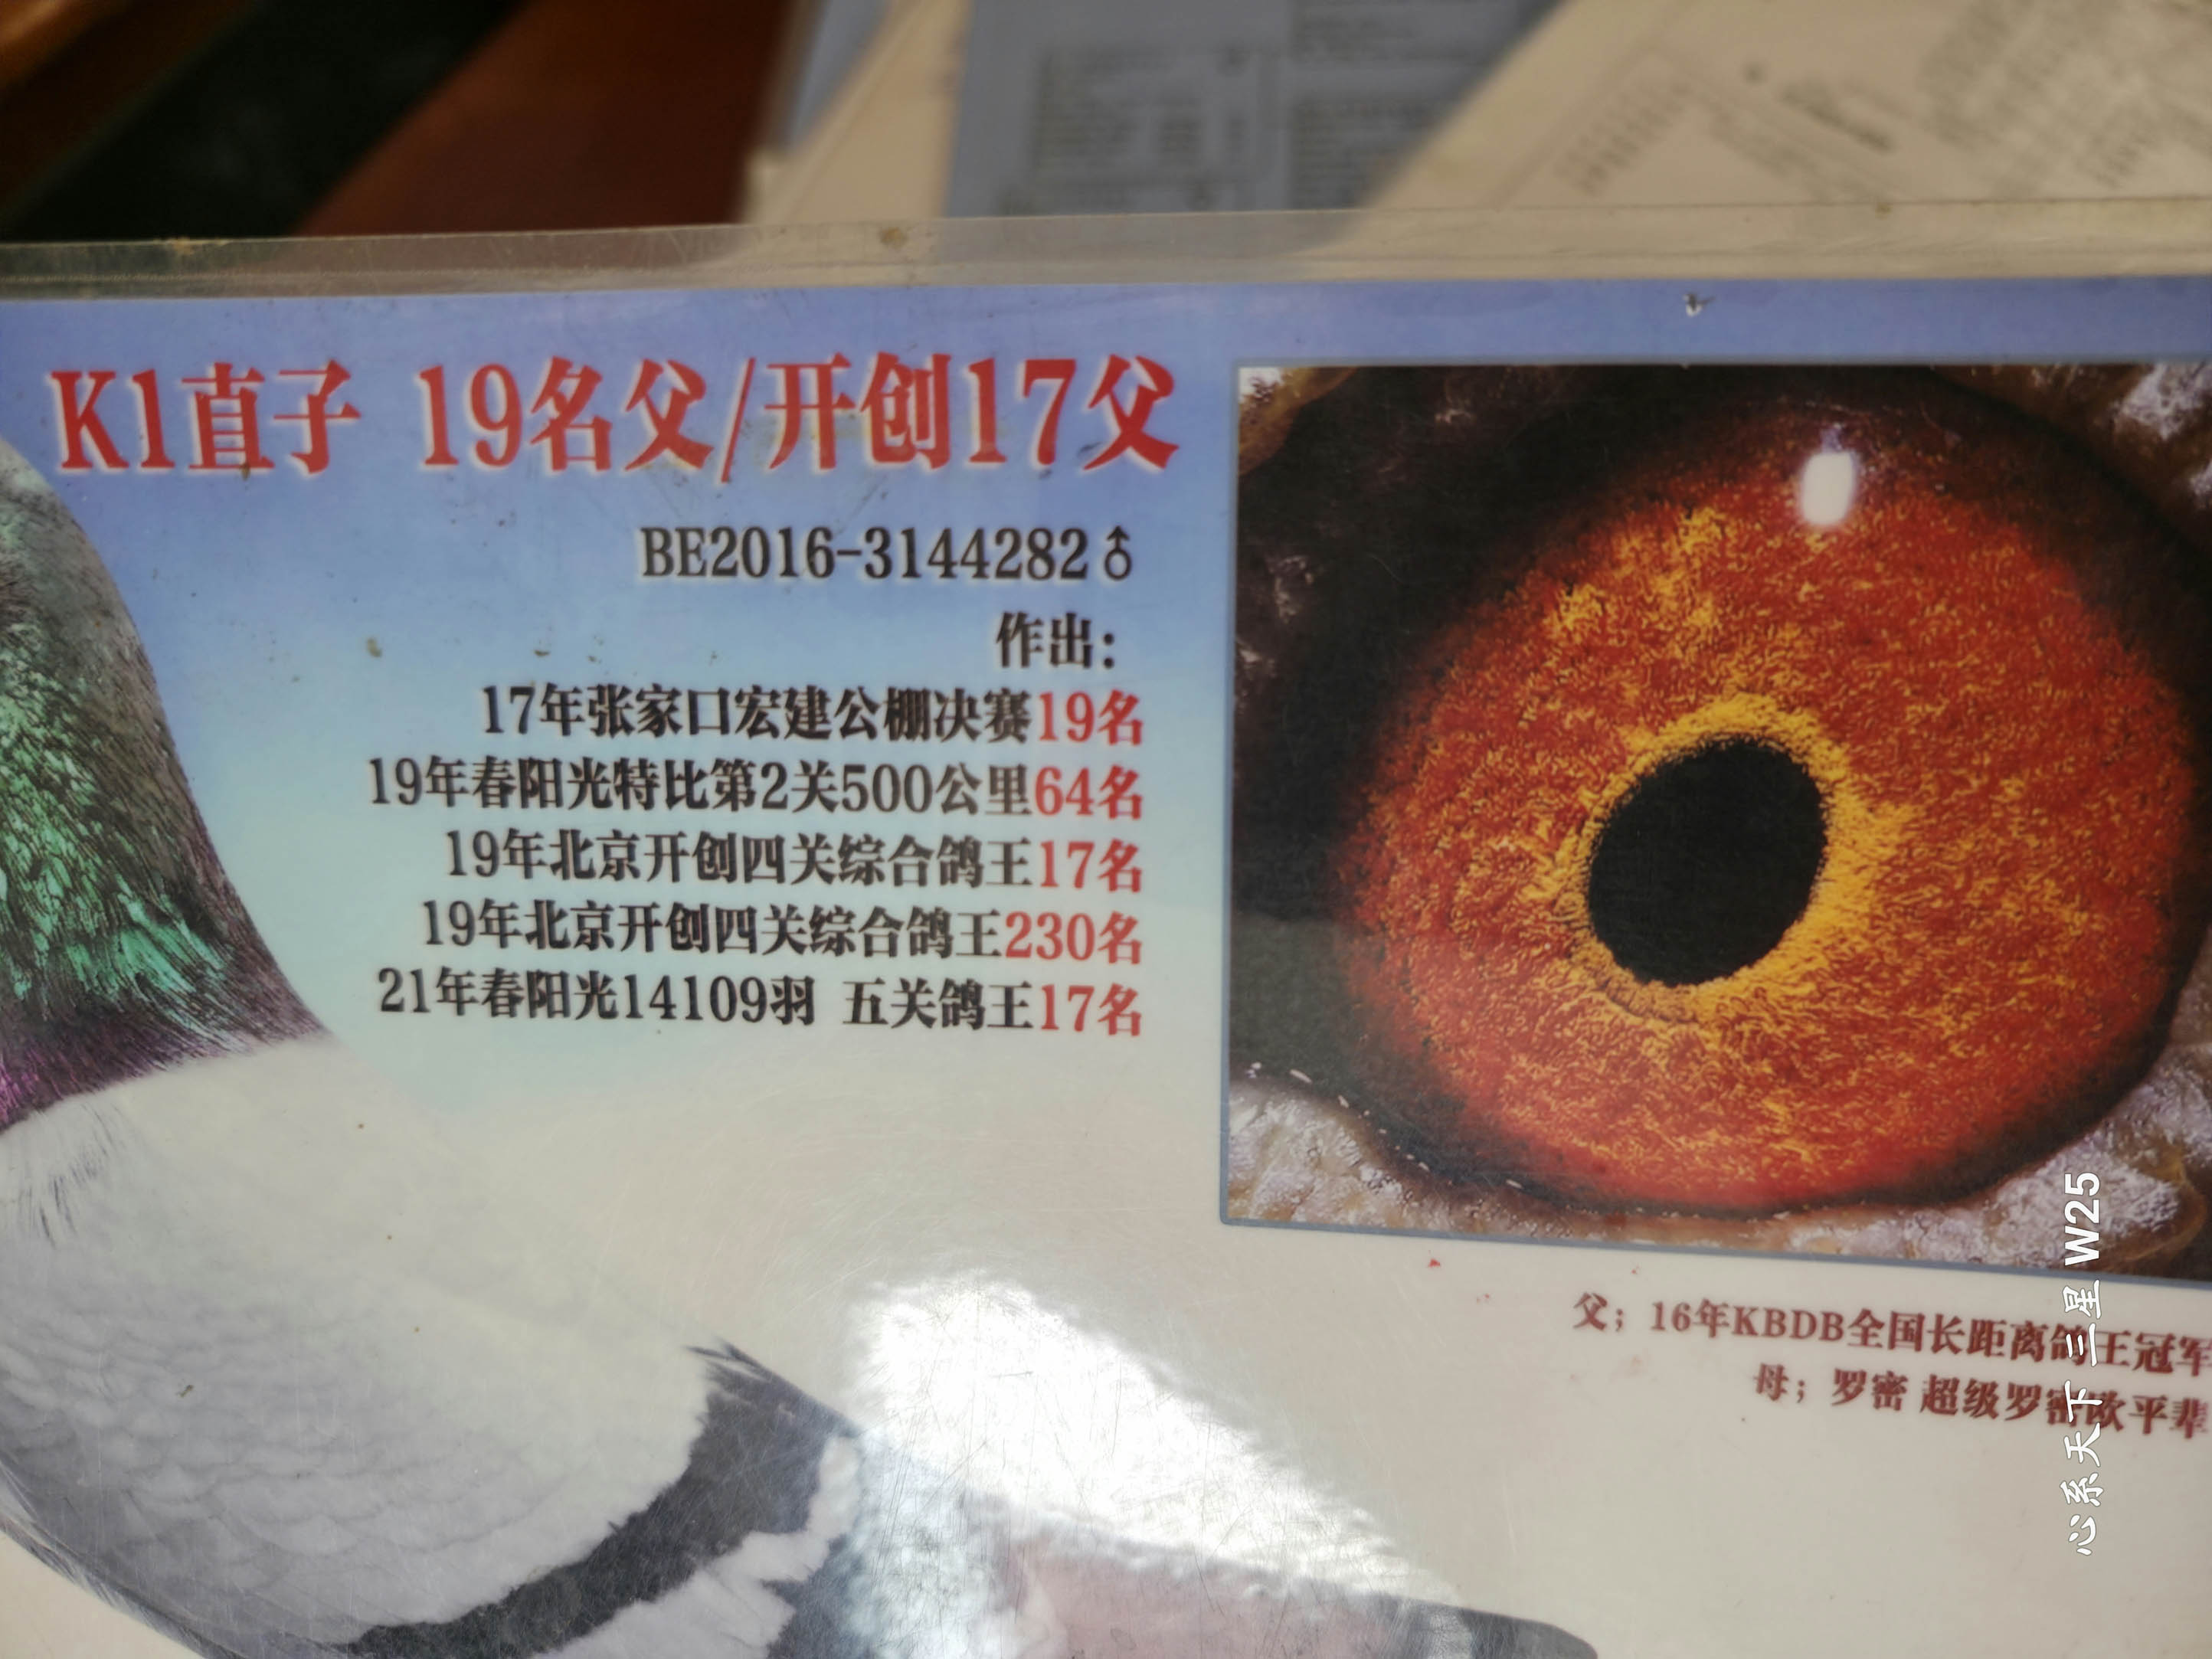 K1直子 19名父/开创17父
BE2016-3144282♂
作出：
17年张家口宏建公棚决赛19名
19年春阳光特比第2关500公里64名
19年北京开创四关综合鸽王17名
19年北京开创四关综合鸽王230名
21年春阳光14109羽 五关鸽王17名
父；16年KBDB全国长距离鸽王冠军
母；罗密 超级罗密欧平辈
心系天下 三星 W25